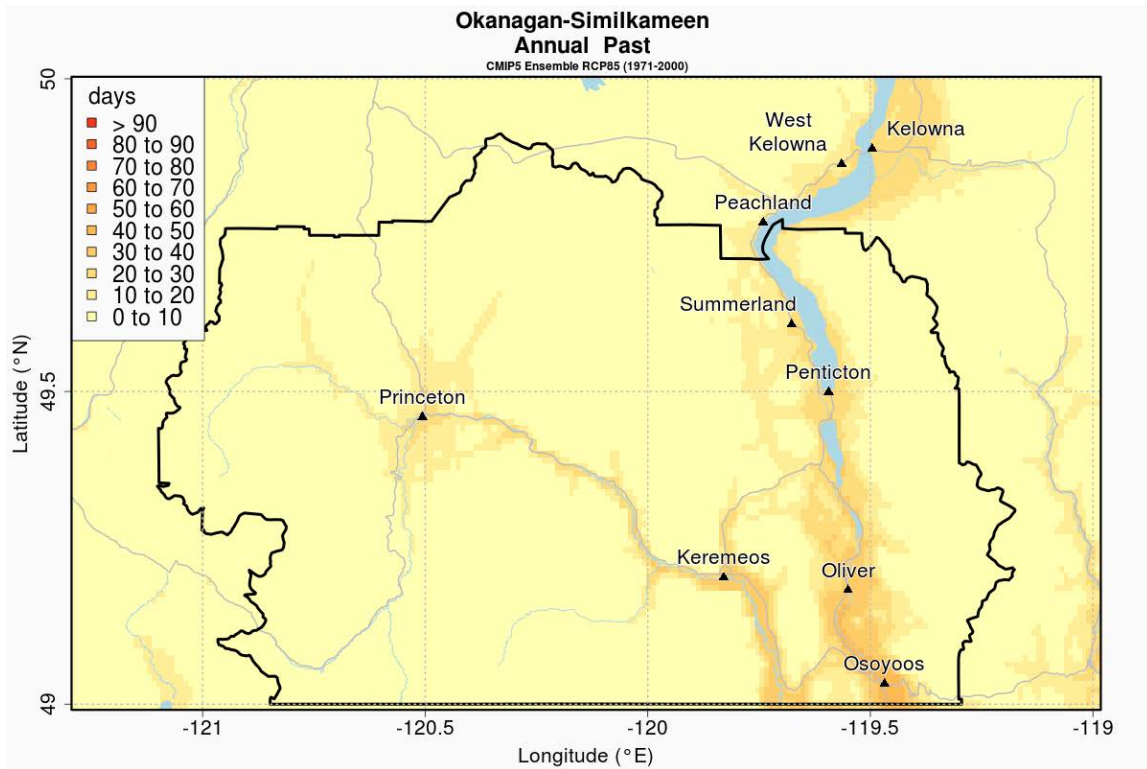 Okanagan-Similkameen
Annual Past
CMIP5 Ensemble RCP85 (1971-2000)
days
> 90
80 to 90
70 to 80
60 to 70
50 to 60
40 to 50
30 to 40
20 to 30
10 to 20
0 to 10
West
Kelowna
Kelowna
Peachland
Summerland
Penticton
Princeton
Keremeos
Oliver
Osoyoos
50
49.5
49
Latitude (°N)
-121
-120.5
-120
-119.5
-119
Longitude (°E)